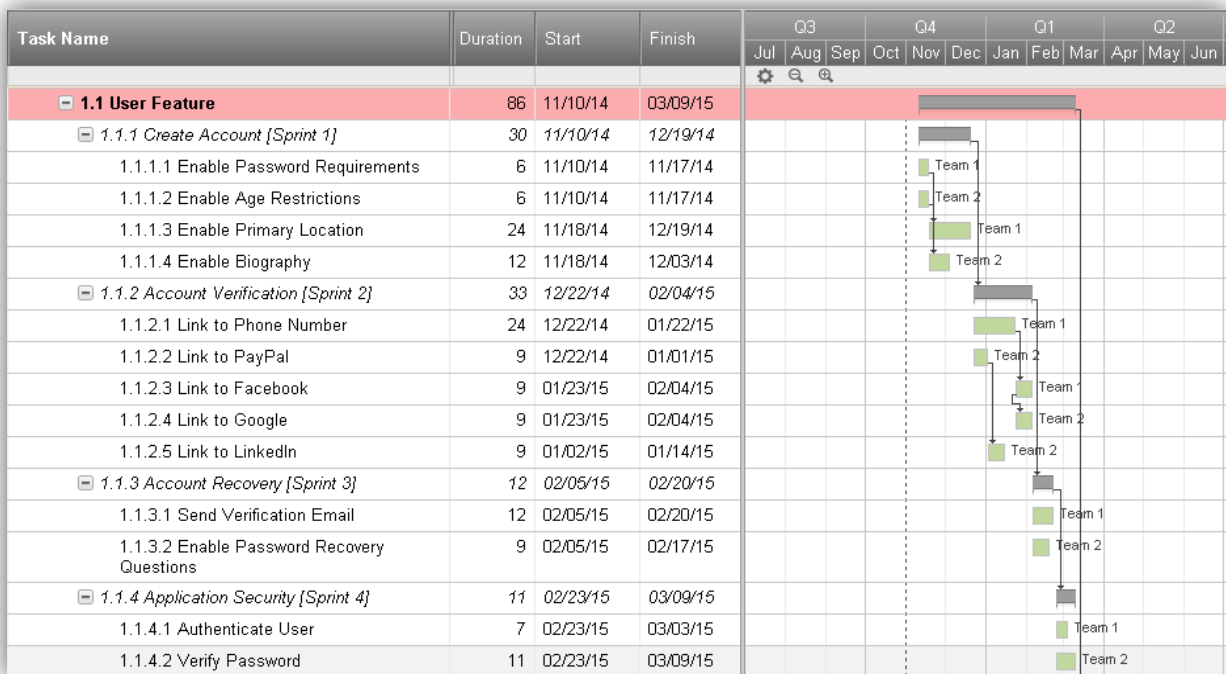 Task Name Duration Start Finish Q3 Q4 Q1 Q2
Jul Aug Sep Oct Nov Dec Jan Feb Mar Apr May Jun
1.1 User Feature 86 11/10/14 03/09/15
1.1.1 Create Account [Sprint 1] 30 11/10/14 12/19/14
1.1.1.1 Enable Password Requirements 6 11/10/14 11/17/14 Team 1
1.1.1.2 Enable Age Restrictions 6 11/10/14 11/17/14 Team 2
1.1.1.3 Enable Primary Location 24 11/18/14 12/19/14 Team 1
1.1.1.4 Enable Biography 12 11/18/14 12/03/14 Team 2
1.1.2 Account Verification [Sprint 2] 33 12/22/14 02/04/15
1.1.2.1 Link to Phone Number 24 12/22/14 01/22/15 Team 1
1.1.2.2 Link to PayPal 9 12/22/14 01/01/15 Team 2
1.1.2.3 Link to Facebook 9 01/23/15 02/04/15 Team 1
1.1.2.4 Link to Google 9 01/23/15 02/04/15 Team 2
1.1.2.5 Link to LinkedIn 9 01/02/15 01/14/15 Team 2
1.1.3 Account Recovery [Sprint 3] 12 02/05/15 02/20/15
1.1.3.1 Send Verification Email 12 02/05/15 02/20/15 Team 1
1.1.3.2 Enable Password Recovery 9 02/05/15 02/17/15 Team 2
Questions
1.1.4 Application Security [Sprint 4] 11 02/23/15 03/09/15
1.1.4.1 Authenticate User 7 02/23/15 03/03/15 Team 1
1.1.4.2 Verify Password 11 02/23/15 03/09/15 Team 2